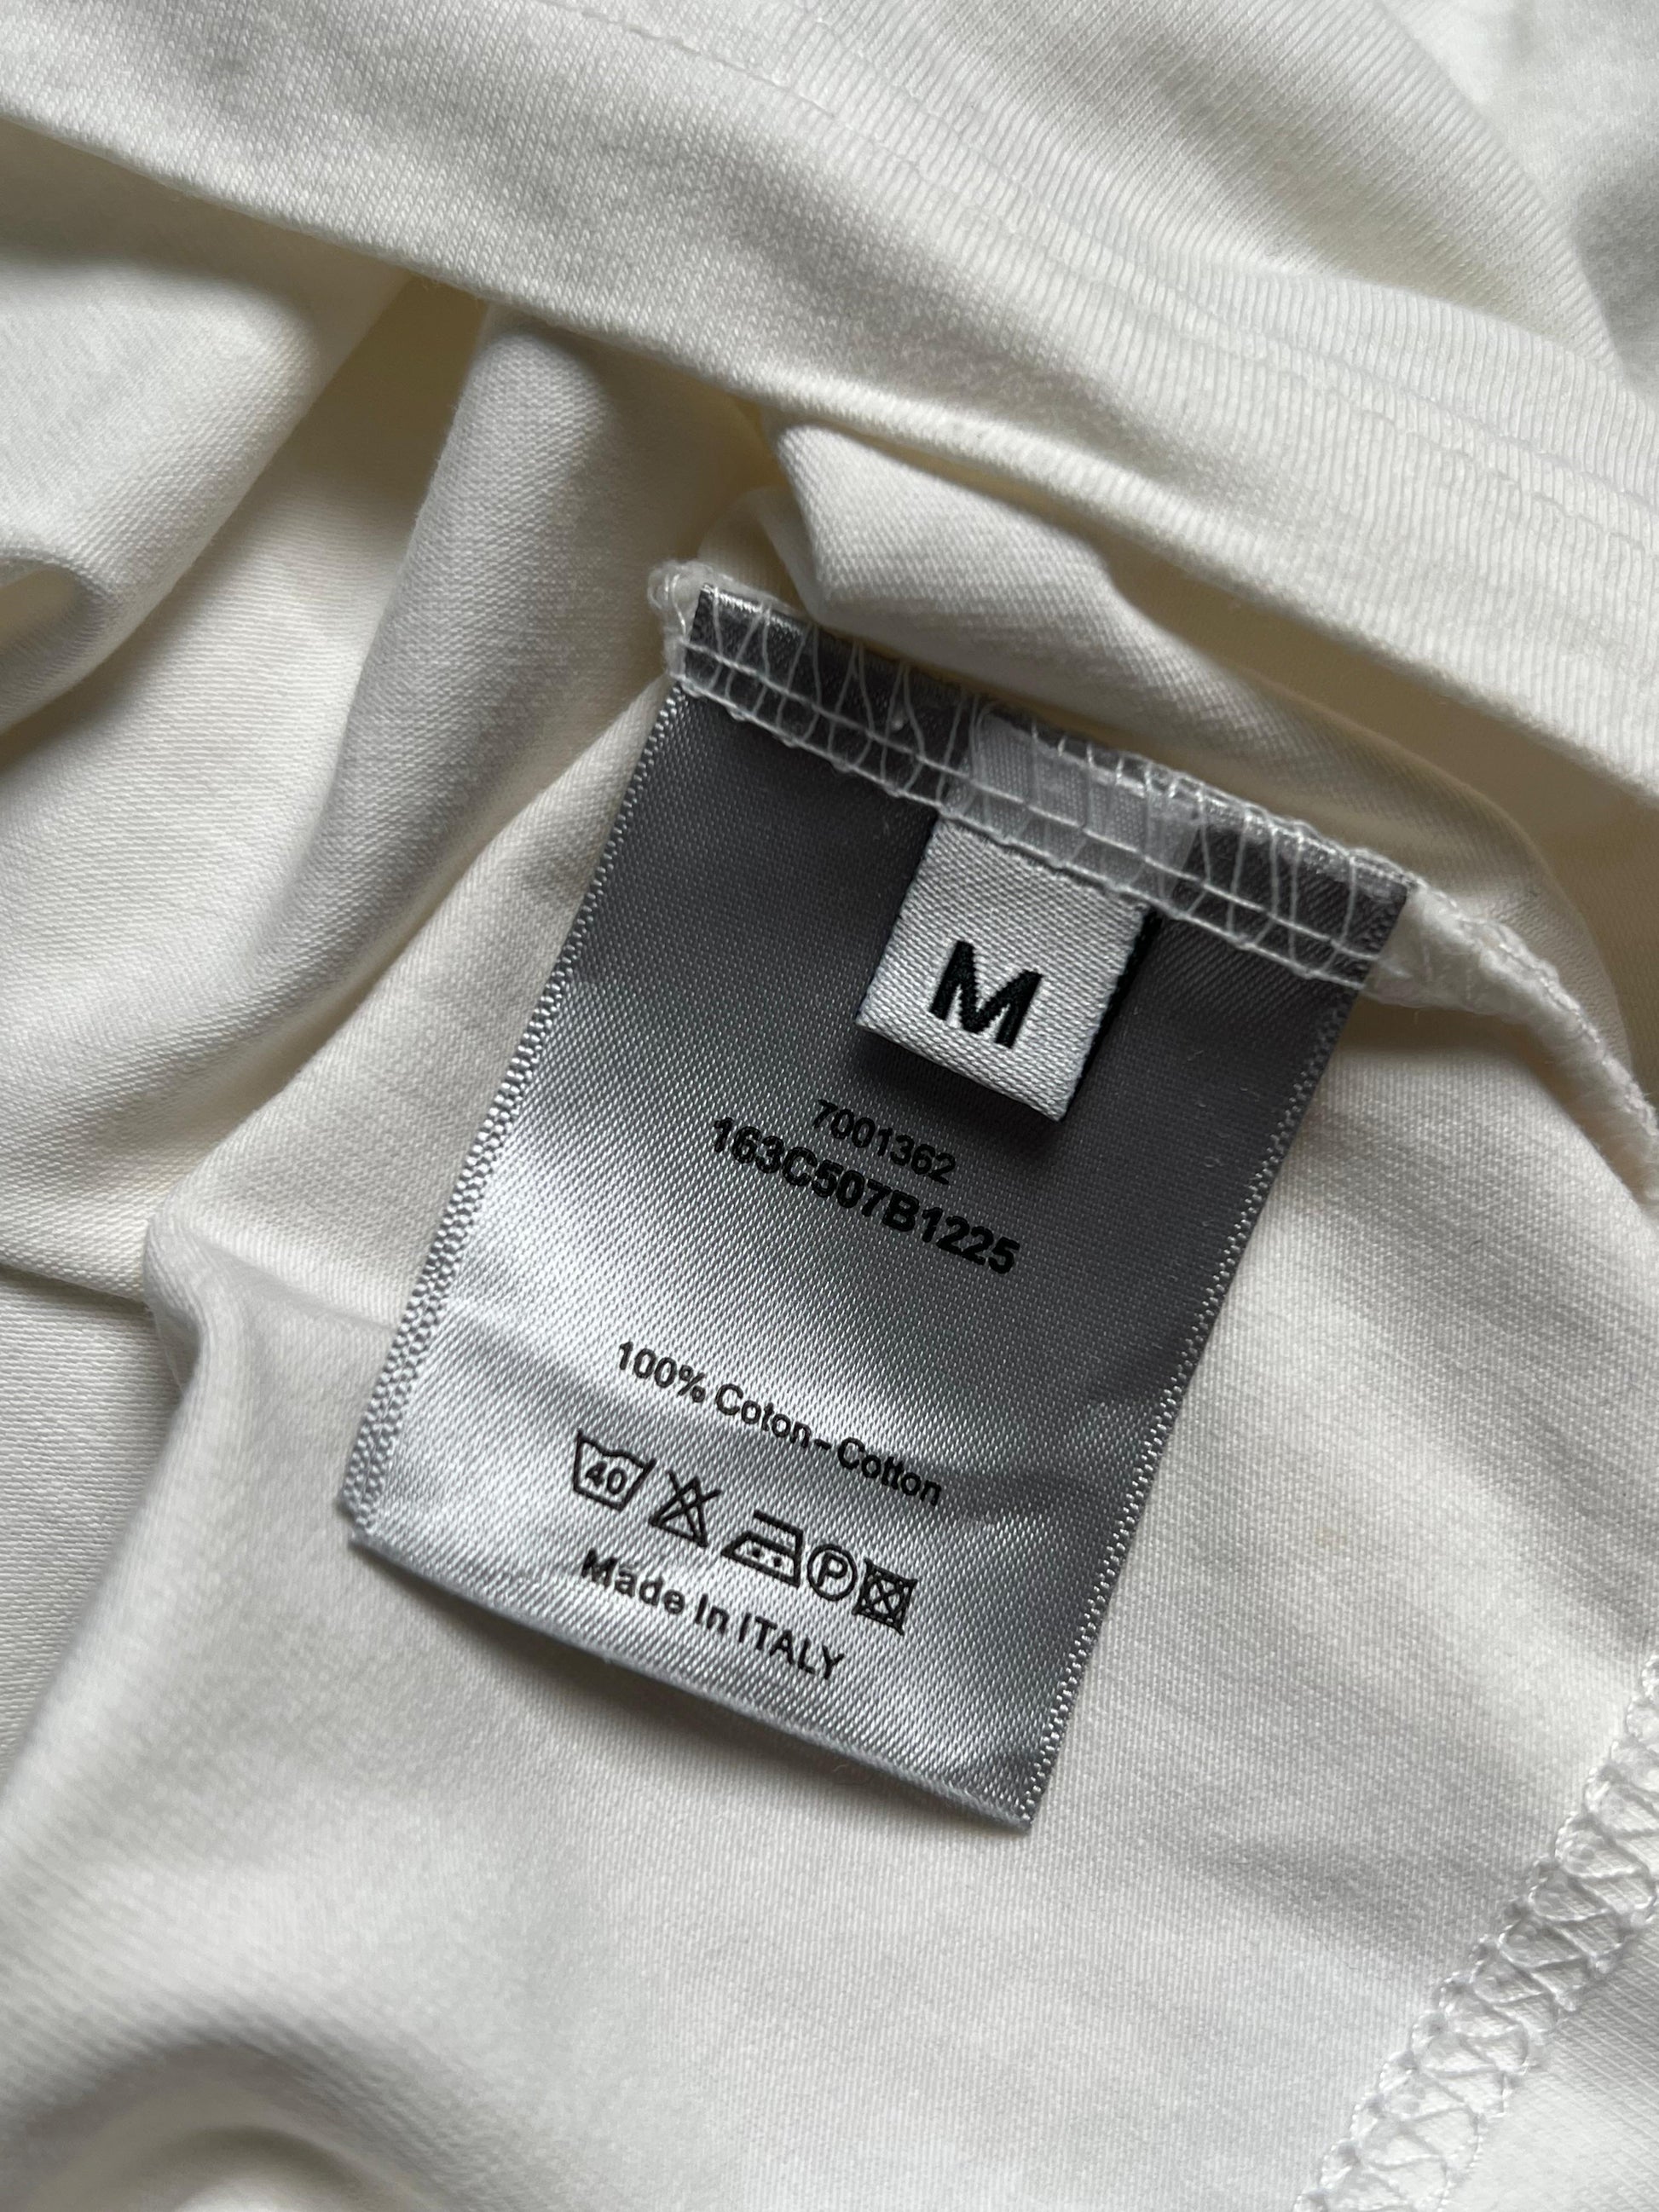 M
7001362
163C507B1225
100% Coton-Cotton
40 P
Made In ITALY